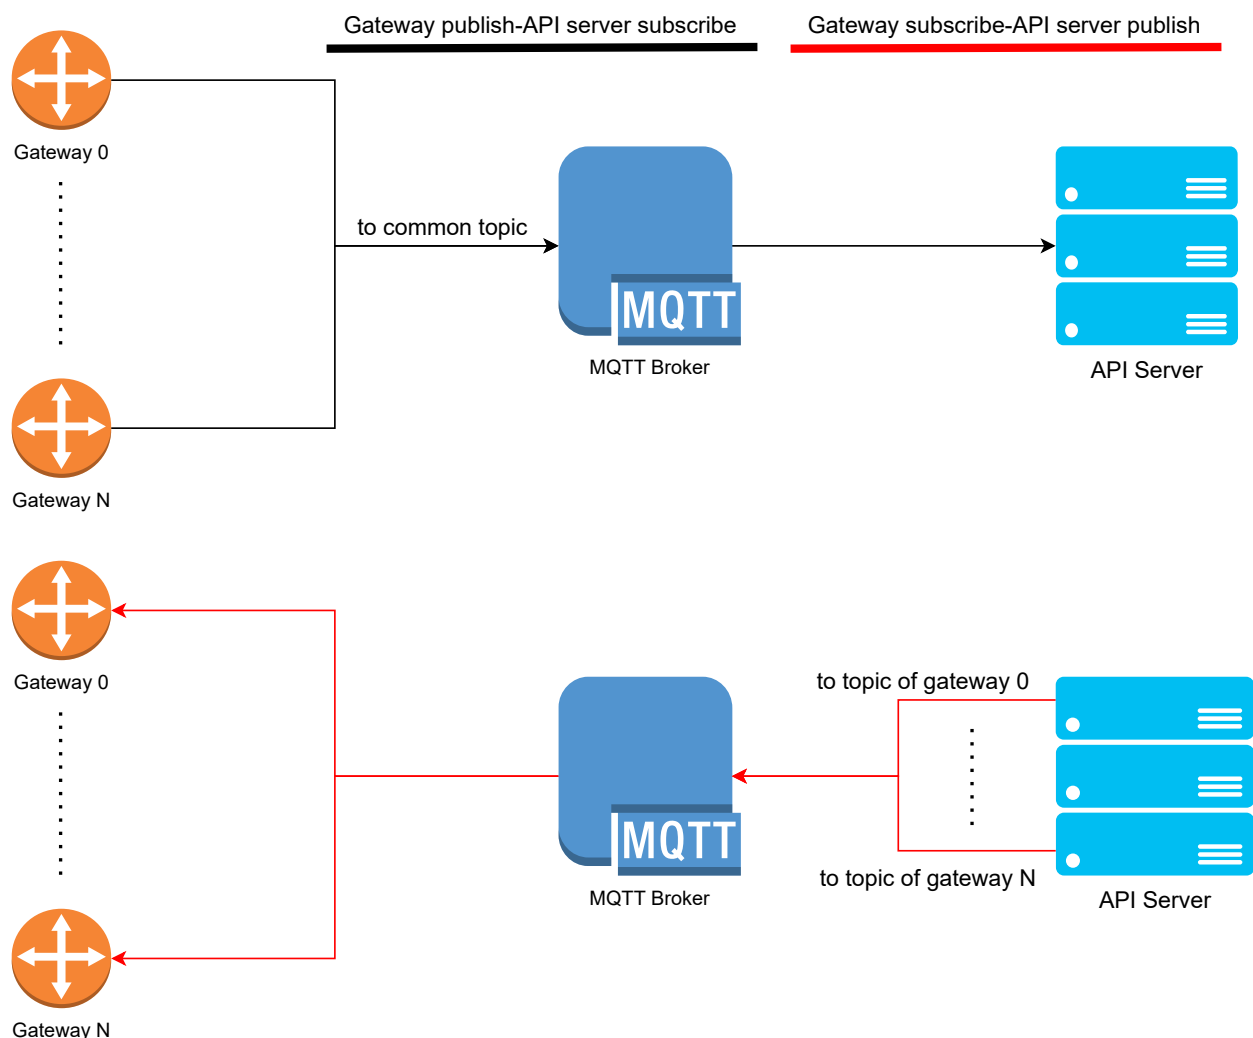 Gateway publish-API server subscribe
Gateway subscribe-API server publish
Gateway 0
to common topic
MQTT
MQTT Broker
API Server
Gateway N
Gateway 0
to topic of gateway 0
MQTT
to topic of gateway N
MQTT Broker
API Server
Gateway N